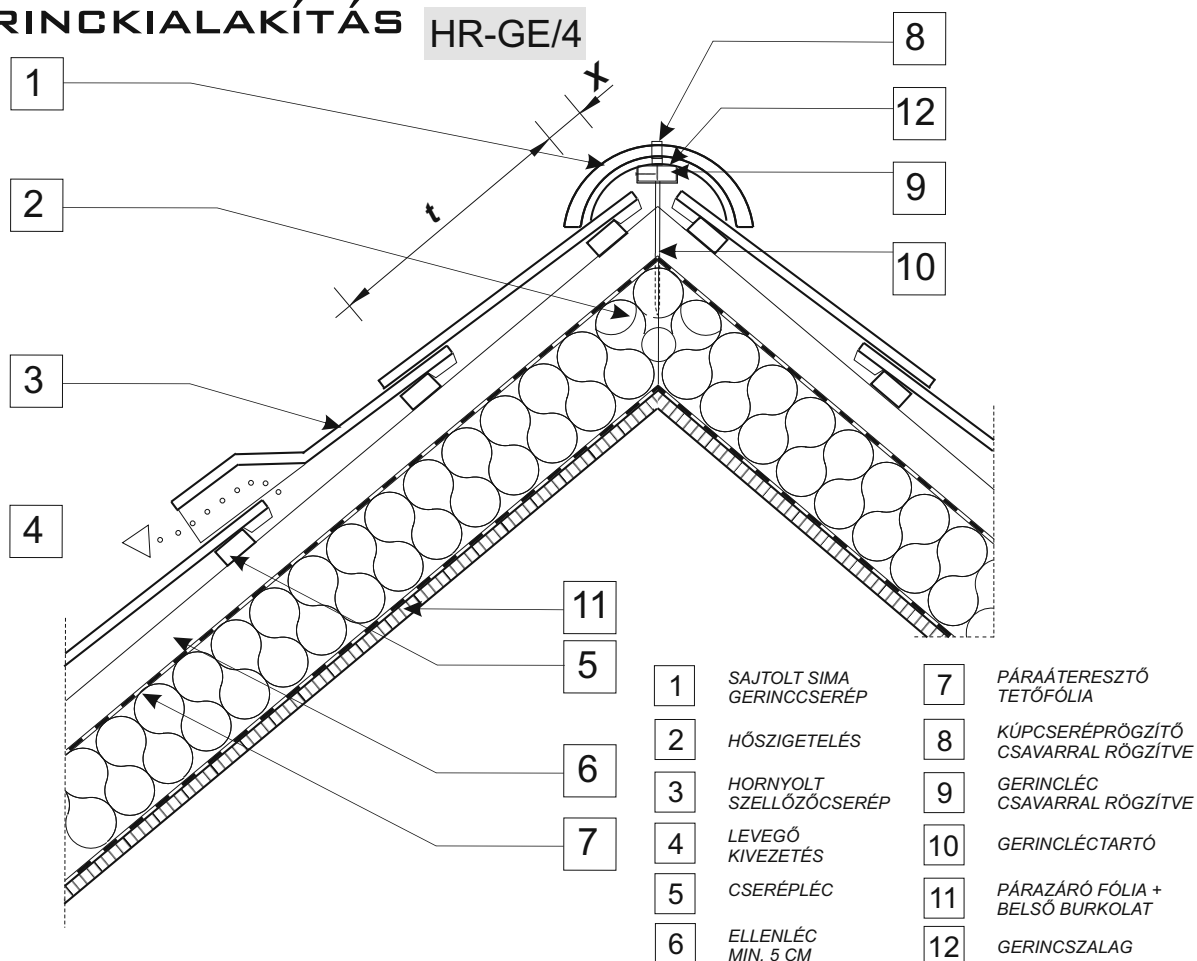 RINCKIALAKÍTÁS
HR-GE/4
8
1
X
12
t
9
2
10
3
4
11
5
6
7
1 SAJTOLT SIMA
GERINCCSERÉP
2 HŐSZIGETELÉS
3 HORNYOLT
SZELLŐZŐCSERÉP
4 LEVEGŐ
KIVEZETÉS
5 CSERÉPLÉC
6 ELLENLÉC
MIN. 5 CM
7 PÁRAÁTERESZTŐ
TETŐFÓLIA
8 KÚPCSERÉPRÖGZÍTŐ
CSAVARRAL RÖGZÍTVE
9 GERINCLÉC
CSAVARRAL RÖGZÍTVE
10 GERINCLÉCTARTÓ
11 PÁRAZÁRÓ FÓLIA +
BELSŐ BURKOLAT
12 GERINCSZALAG